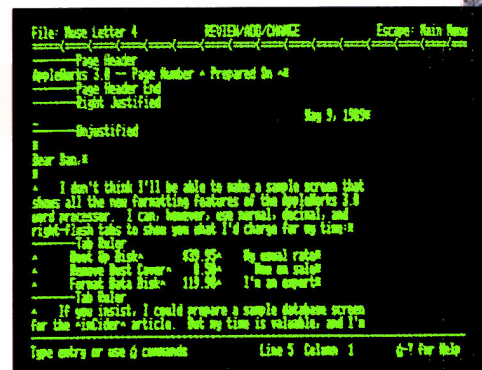 File: Muse Letter 4 REVIEW/ADD/CHANGE Escape: Main Menu
=====(====(====(====(====(====(====(====(====(====(====(====(====(===
--------Page Header
AppleWorks 3.0 -- Page Number ^ Prepared On ^⌘
--------Page Header End
--------Right Justified
May 9, 1989⌘
--------Unjustified
⌘
Dear Dan,⌘
⌘
^ I don't think I'll be able to make a sample screen that
shows all the new formatting features of the AppleWorks 3.0
word processor. I can, however, use normal, decimal, and
right-flush tabs to show you what I'd charge for my time:⌘
--------Tab Ruler
^ Boot Up Disk^ $39.95^ My usual rate⌘
^ Remove Dust Cover^ 0.50^ Now on sale⌘
^ Format Data Disk^ 119.96^ I'm an expert⌘
--------Tab Ruler
^ If you insist, I could prepare a sample database screen
for the ^inCider^ article. But my time is valuable, and I'm
Type entry or use  commands Line 5 Column 1 -? for Help